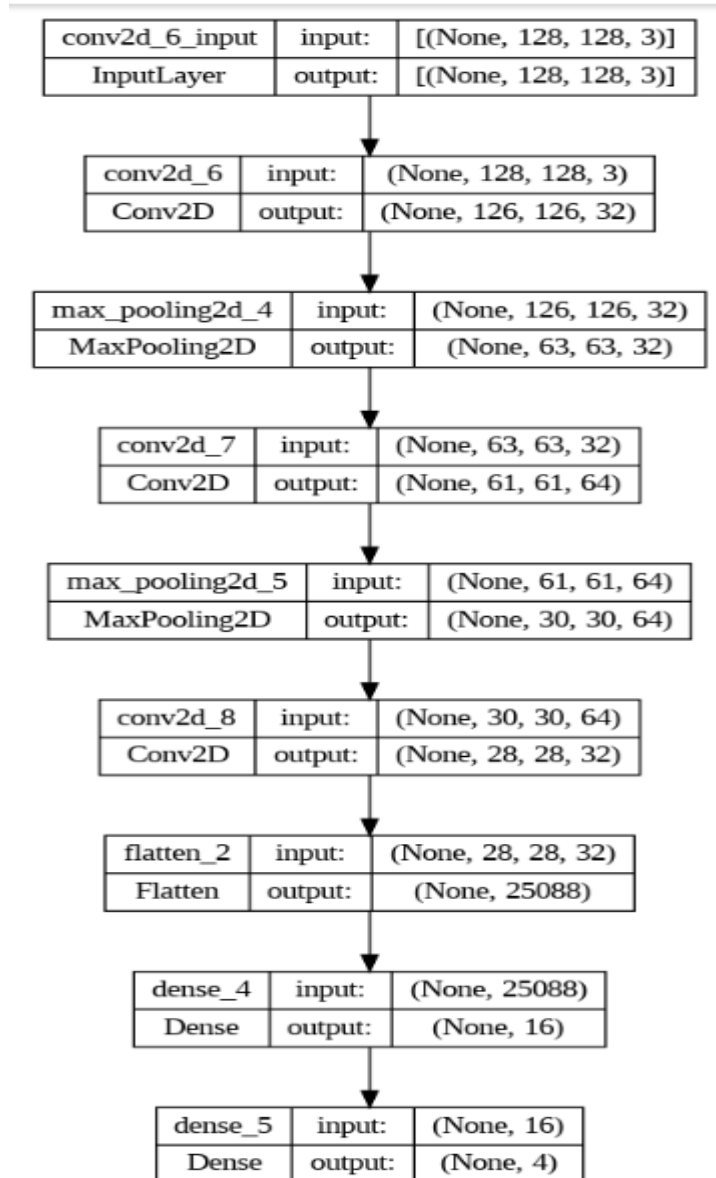 conv2d_6_input input: [(None, 128, 128, 3)]
InputLayer output: [(None, 128, 128, 3)]
conv2d_6 input: (None, 128, 128, 3)
Conv2D output: (None, 126, 126, 32)
max_pooling2d_4 input: (None, 126, 126, 32)
MaxPooling2D output: (None, 63, 63, 32)
conv2d_7 input: (None, 63, 63, 32)
Conv2D output: (None, 61, 61, 64)
max_pooling2d_5 input: (None, 61, 61, 64)
MaxPooling2D output: (None, 30, 30, 64)
conv2d_8 input: (None, 30, 30, 64)
Conv2D output: (None, 28, 28, 32)
flatten_2 input: (None, 28, 28, 32)
Flatten output: (None, 25088)
dense_4 input: (None, 25088)
Dense output: (None, 16)
dense_5 input: (None, 16)
Dense output: (None, 4)